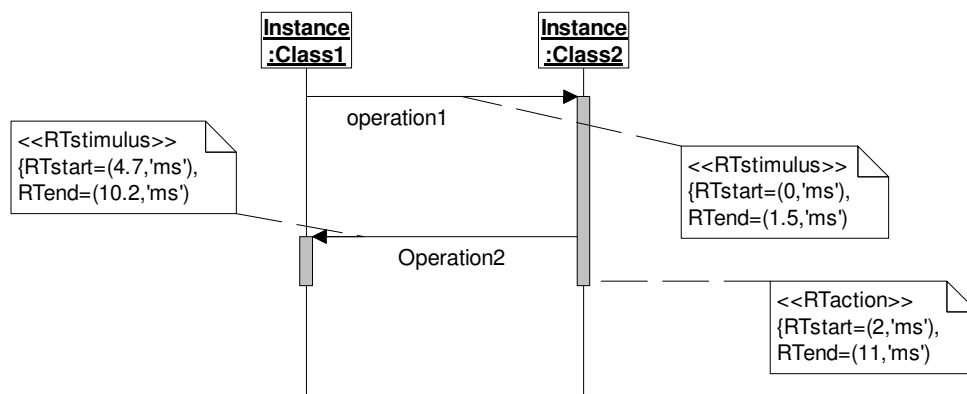 Instance
:Class1
Instance
:Class2
operation1
<<RTstimulus>>
{RTstart=(4.7,'ms'),
RTend=(10.2,'ms')
<<RTstimulus>>
{RTstart=(0,'ms'),
RTend=(1.5,'ms')
Operation2
<<RTaction>>
{RTstart=(2,'ms'),
RTend=(11,'ms')